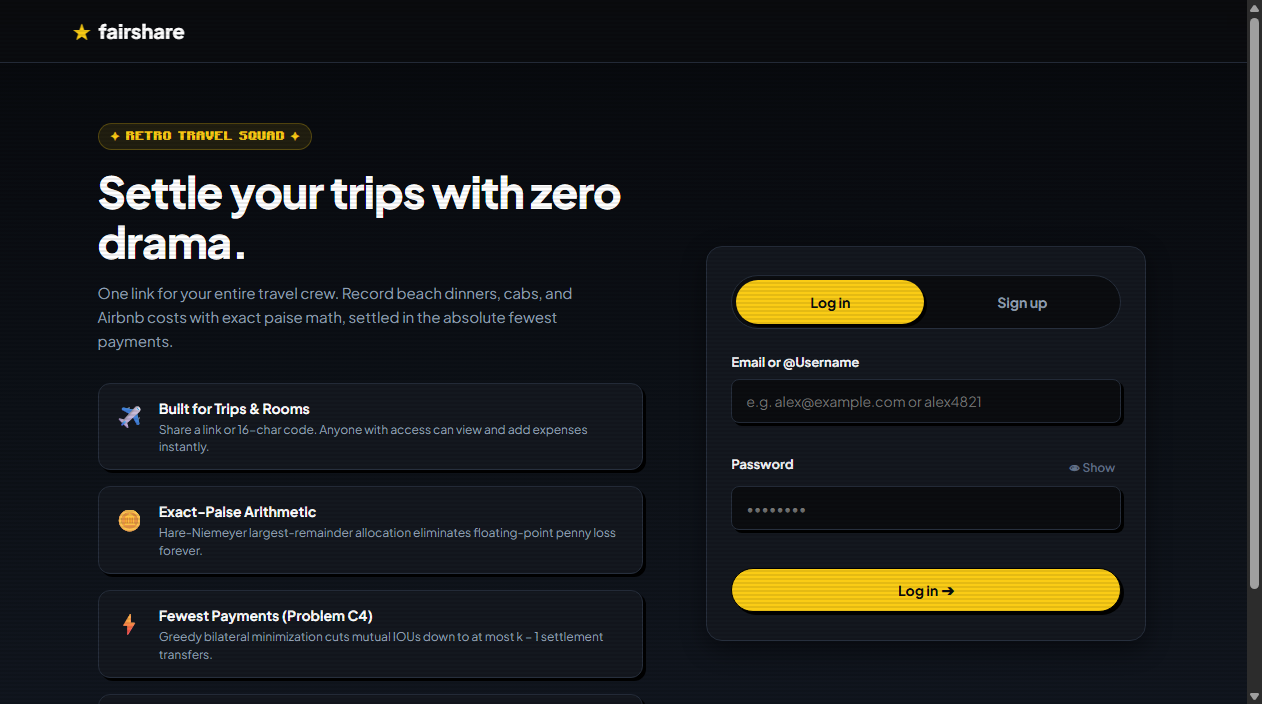 ★ fairshare
✦ RETRO TRAVEL SQUAD ✦
Settle your trips with zero
drama.
One link for your entire travel crew. Record beach dinners, cabs, and
Airbnb costs with exact paise math, settled in the absolute fewest
payments.
Built for Trips & Rooms
Share a link or 16-char code. Anyone with access can view and add expenses
instantly.
Exact-Paise Arithmetic
Hare-Niemeyer largest-remainder allocation eliminates floating-point penny loss
forever.
Fewest Payments (Problem C4)
Greedy bilateral minimization cuts mutual IOUs down to at most k − 1 settlement
transfers.
Log in
Sign up
Email or @Username
e.g. alex@example.com or alex4821
Password
Show
••••••••
Log in ➔